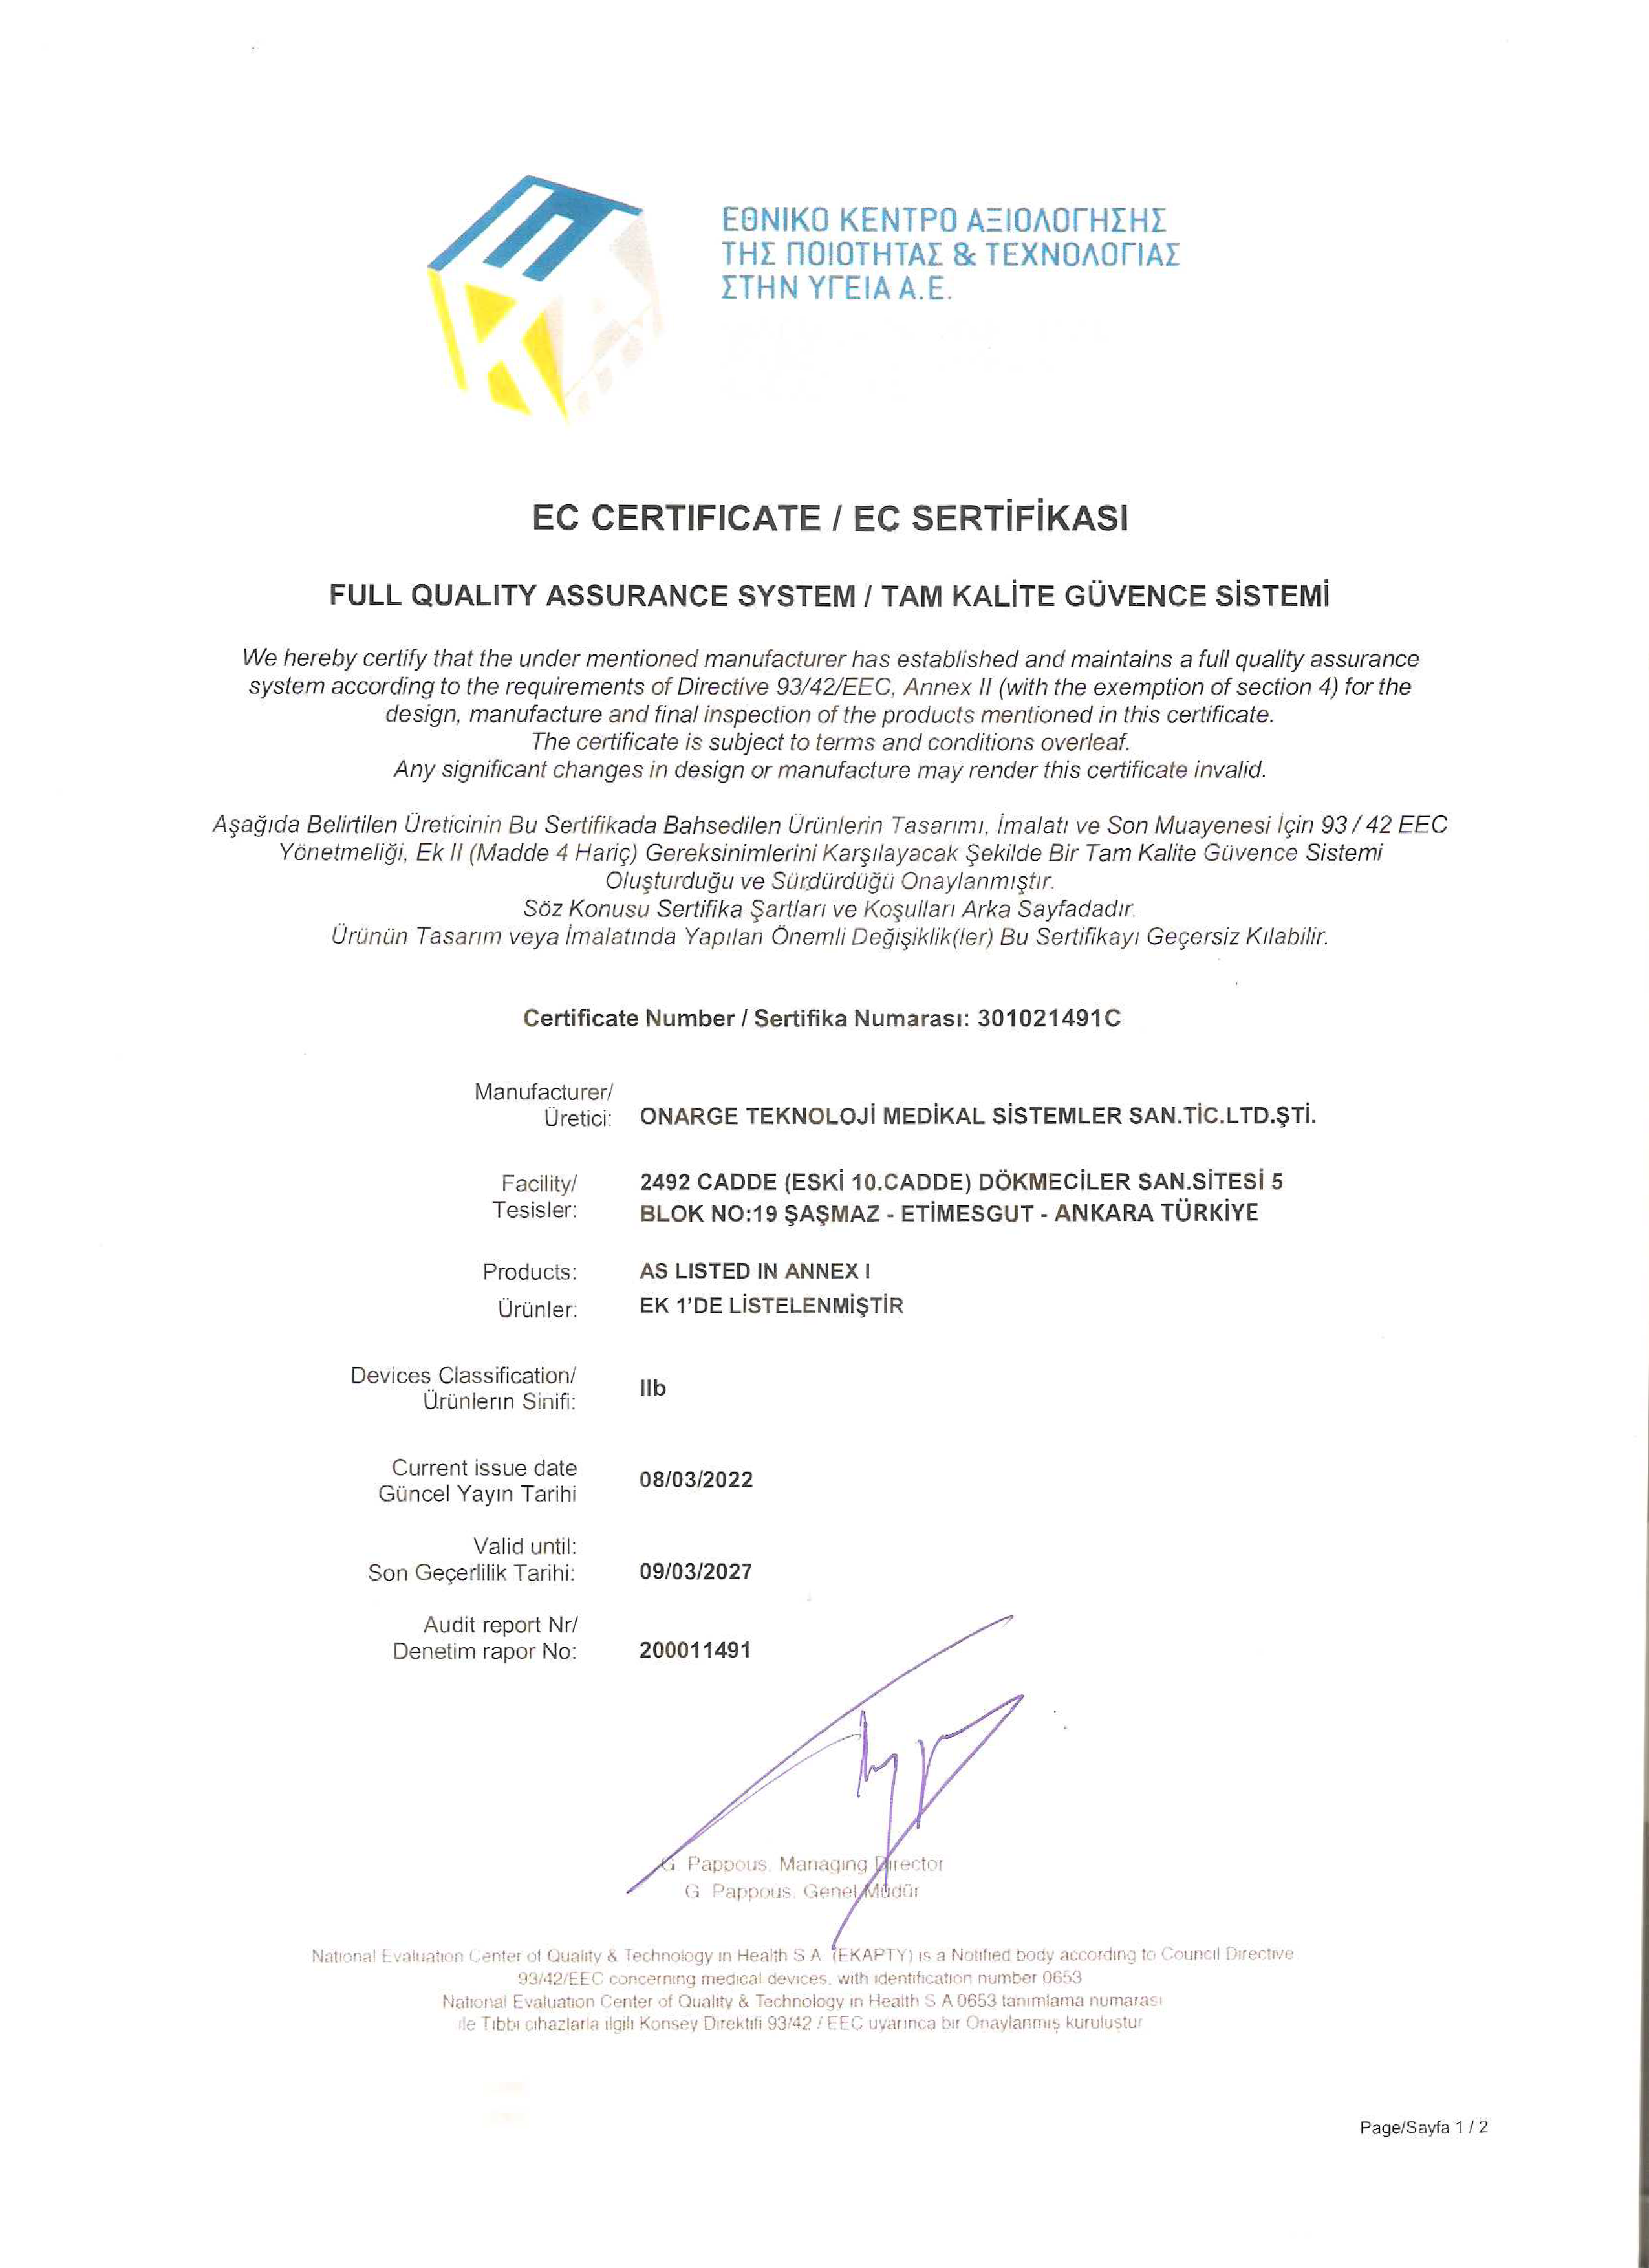 ΕΘΝΙΚΟ ΚΕΝΤΡΟ ΑΞΙΟΛΟΓΗΣΗΣ
ΤΗΣ ΠΟΙΟΤΗΤΑΣ & ΤΕΧΝΟΛΟΓΙΑΣ
ΣΤΗΝ ΥΓΕΙΑ Α.Ε.
EC CERTIFICATE / EC SERTİFİKASI
FULL QUALITY ASSURANCE SYSTEM / TAM KALİTE GÜVENCE SİSTEMİ
We hereby certify that the under mentioned manufacturer has established and maintains a full quality assurance
system according to the requirements of Directive 93/42/EEC, Annex II (with the exemption of section 4) for the
design, manufacture and final inspection of the products mentioned in this certificate.
The certificate is subject to terms and conditions overleaf.
Any significant changes in design or manufacture may render this certificate invalid.
Aşağıda Belirtilen Üreticinin Bu Sertifikada Bahsedilen Ürünlerin Tasarımı, İmalatı ve Son Muayenesi İçin 93 / 42 EEC
Yönetmeliği, Ek II (Madde 4 Hariç) Gereksinimlerini Karşılayacak Şekilde Bir Tam Kalite Güvence Sistemi
Oluşturduğu ve Sürdürdüğü Onaylanmıştır.
Söz Konusu Sertifika Şartları ve Koşulları Arka Sayfadadır.
Ürünün Tasarım veya İmalatında Yapılan Önemli Değişiklik(ler) Bu Sertifikayı Geçersiz Kılabilir.
Certificate Number / Sertifika Numarası: 301021491C
Manufacturer/
Üretici: ONARGE TEKNOLOJİ MEDİKAL SİSTEMLER SAN.TİC.LTD.ŞTİ.
Facility/ 2492 CADDE (ESKİ 10.CADDE) DÖKMECİLER SAN.SİTESİ 5
Tesisler: BLOK NO:19 ŞAŞMAZ - ETİMESGUT - ANKARA TÜRKİYE
Products: AS LISTED IN ANNEX I
Ürünler: EK 1'DE LİSTELENMİŞTİR
Devices Classification/
Ürünlerin Sinifi: IIb
Current issue date
Güncel Yayın Tarihi 08/03/2022
Valid until:
Son Geçerlilik Tarihi: 09/03/2027
Audit report Nr/
Denetim rapor No: 200011491
G. Pappous, Managing Director
G. Pappous, Genel Müdür
National Evaluation Center of Quality & Technology in Health S.A. (EKAPTY) is a Notified body according to Council Directive
93/42/EEC concerning medical devices, with identification number 0653
National Evaluation Center of Quality & Technology in Health S.A 0653 tanımlama numarası
ile Tıbbi cihazlarla ilgili Konsey Direktifi 93/42 / EEC uyarınca bir Onaylanmış kuruluştur
Page/Sayfa 1 / 2